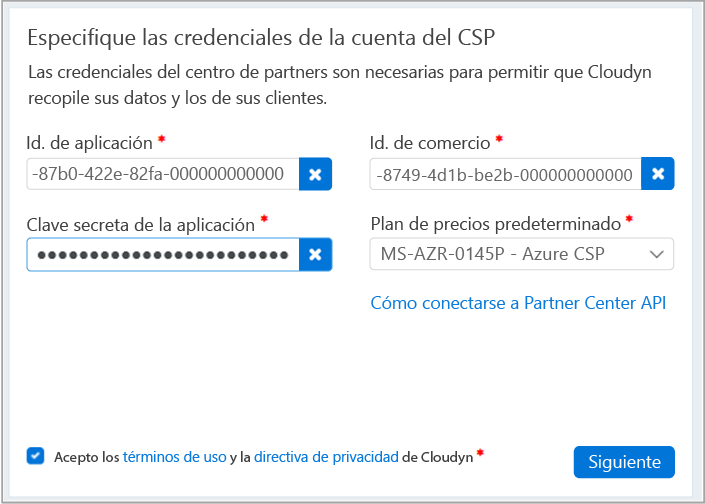 Especifique las credenciales de la cuenta del CSP
Las credenciales del centro de partners son necesarias para permitir que Cloudyn
recopile sus datos y los de sus clientes.
Id. de aplicación *
-87b0-422e-82fa-000000000000
Id. de comercio *
-8749-4d1b-be2b-000000000000
Clave secreta de la aplicación *
••••••••••••••••••••••••
Plan de precios predeterminado *
MS-AZR-0145P - Azure CSP
Cómo conectarse a Partner Center API
Acepto los términos de uso y la directiva de privacidad de Cloudyn *
Siguiente